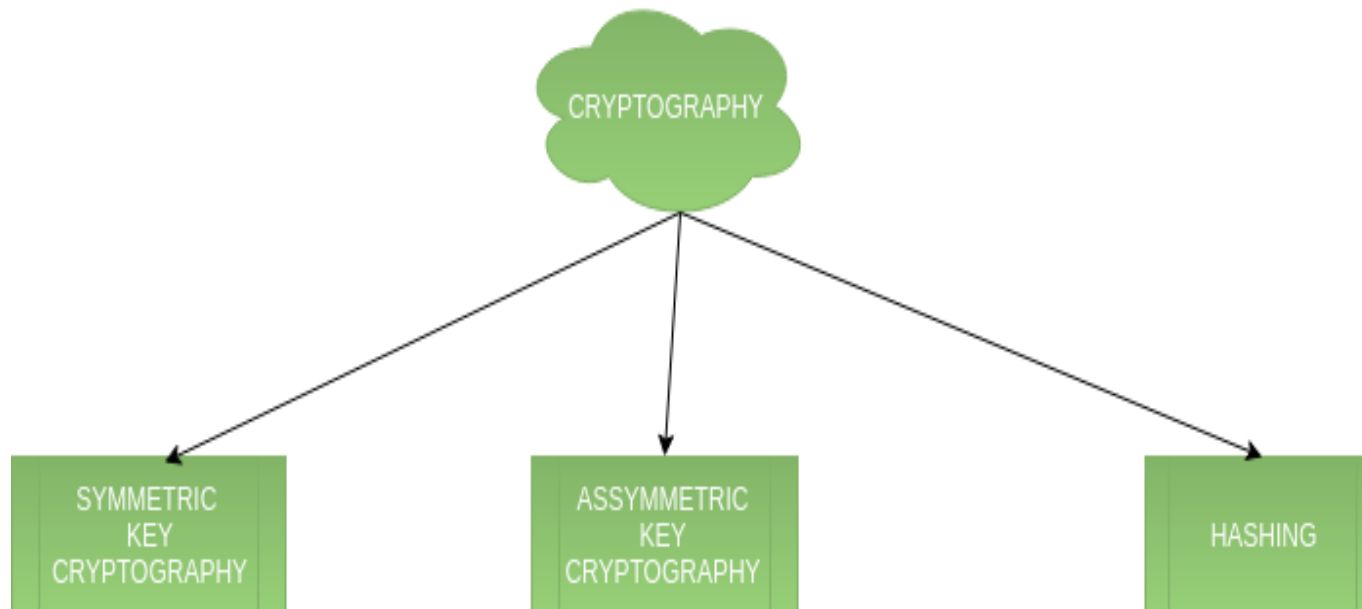 CRYPTOGRAPHY
SYMMETRIC
KEY
CRYPTOGRAPHY
ASSYMMETRIC
KEY
CRYPTOGRAPHY
HASHING